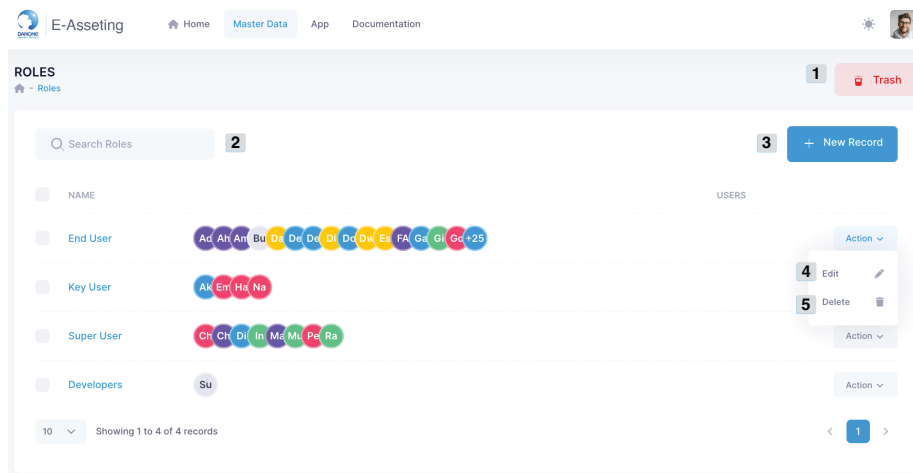 DANONE
E-Asseting
Home
Master Data
App
Documentation
ROLES
- Roles
1
Trash
Search Roles
2
3
+ New Record
NAME
USERS
End User
Ad Ah Am Bu Da De De Di Do Dw Es FA Ga Gi Go +25
Action
4 Edit
5 Delete
Key User
Ak Em Ha Na
Super User
Ch Ch Di In Ma Mu Pe Ra
Action
Developers
Su
Action
10
Showing 1 to 4 of 4 records
< 1 >